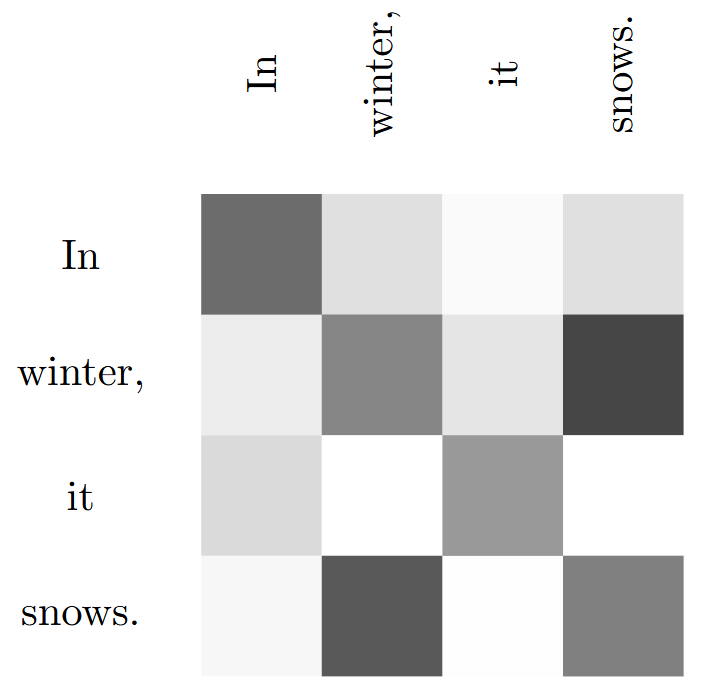 In winter, it snows.
In
winter,
it
snows.